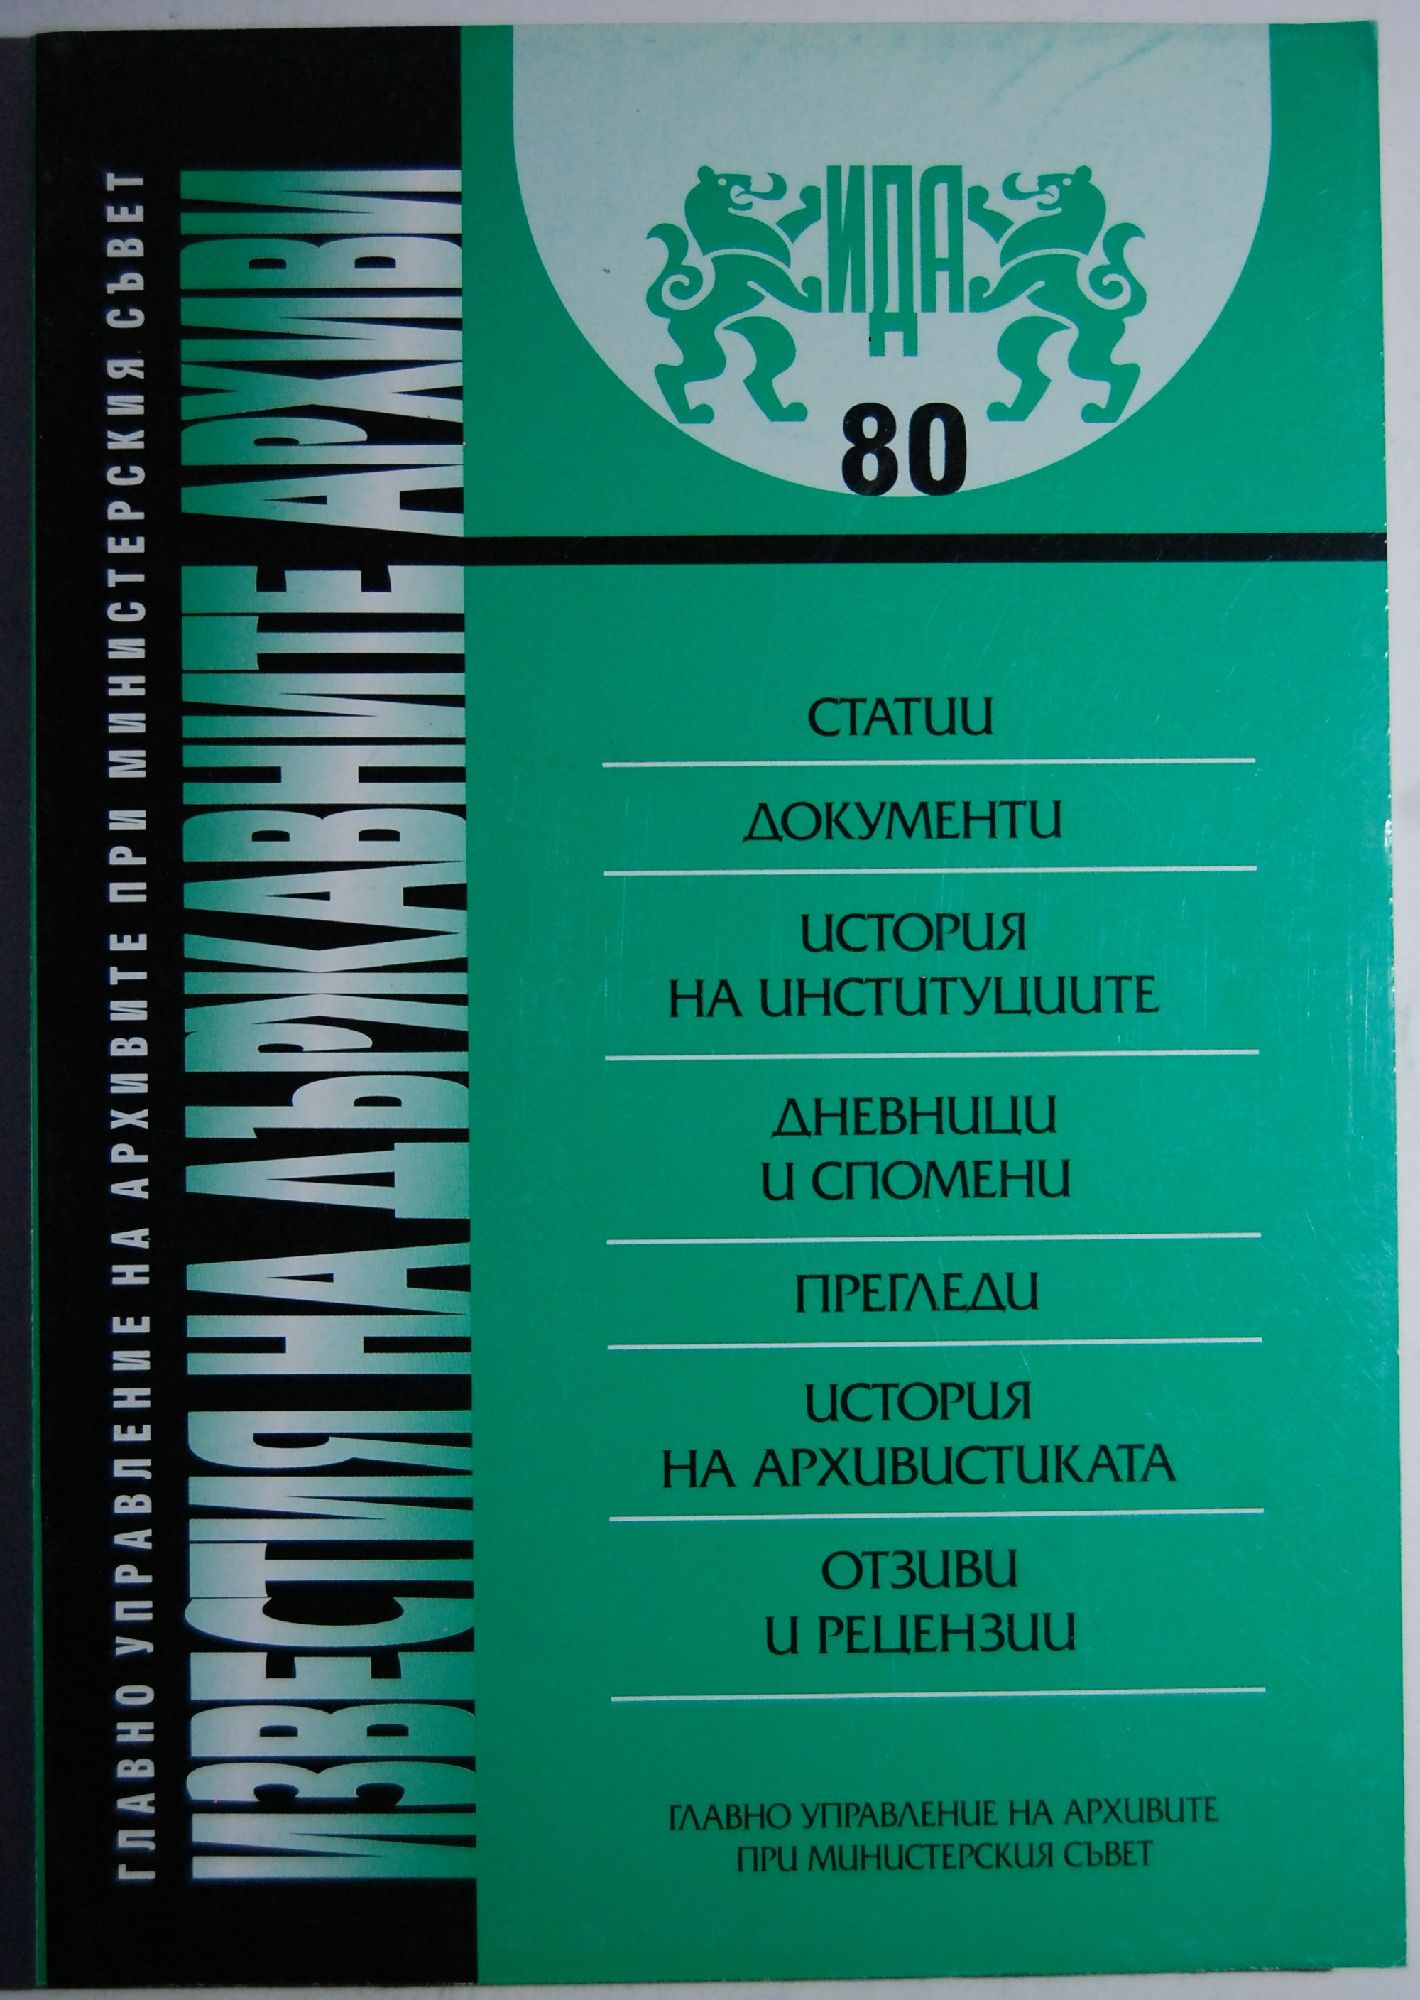 ГЛАВНО УПРАВЛЕНИЕ НА АРХИВИТЕ ПРИ МИНИСТЕРСКИЯ СЪВЕТ
ИЗВЕСТИЯ НА ДЪРЖАВНИТЕ АРХИВИ
ИДА
80
СТАТИИ
ДОКУМЕНТИ
ИСТОРИЯ
НА ИНСТИТУЦИИТЕ
ДНЕВНИЦИ
И СПОМЕНИ
ПРЕГЛЕДИ
ИСТОРИЯ
НА АРХИВИСТИКАТА
ОТЗИВИ
И РЕЦЕНЗИИ
ГЛАВНО УПРАВЛЕНИЕ НА АРХИВИТЕ
ПРИ МИНИСТЕРСКИЯ СЪВЕТ